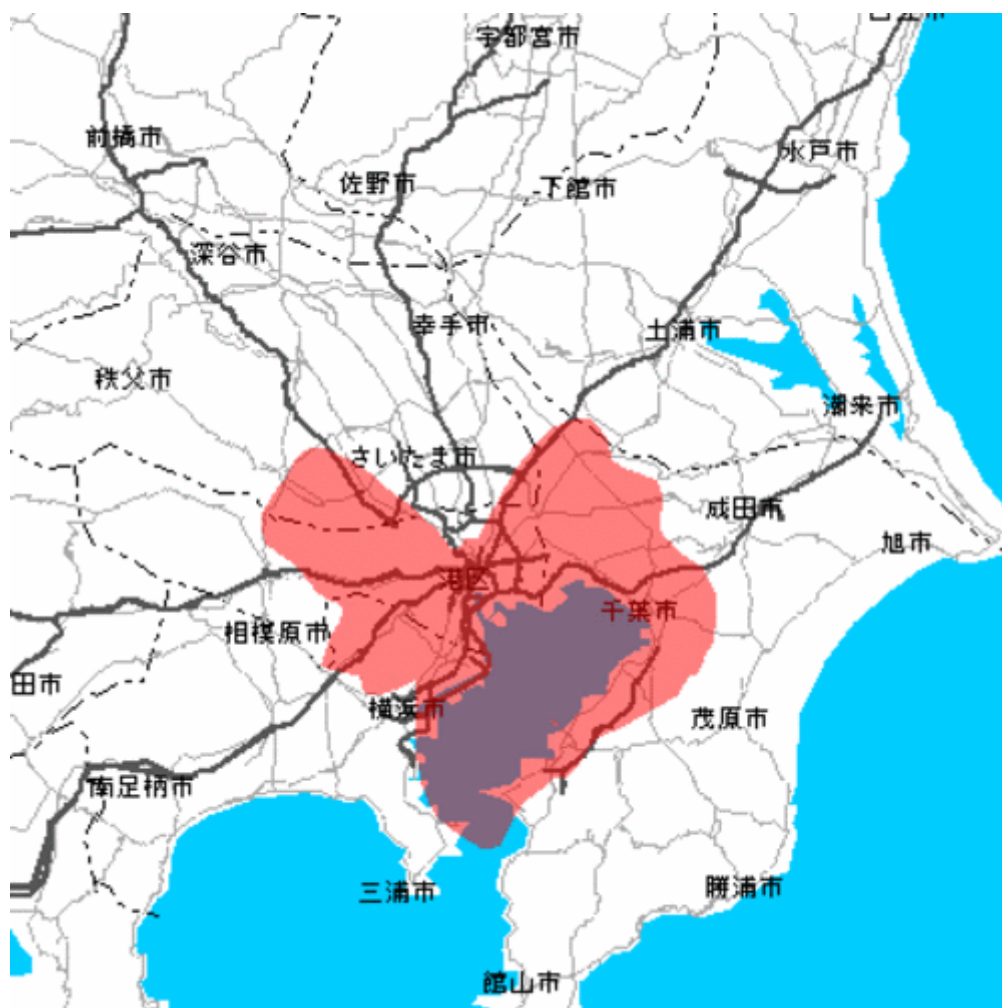 宇都宮市
前橋市
水戸市
佐野市
下館市
深谷市
幸手市
土浦市
秩父市
潮来市
さいたま市
成田市
旭市
港区
千葉市
相模原市
田市
横浜市
茂原市
南足柄市
三浦市
勝浦市
館山市